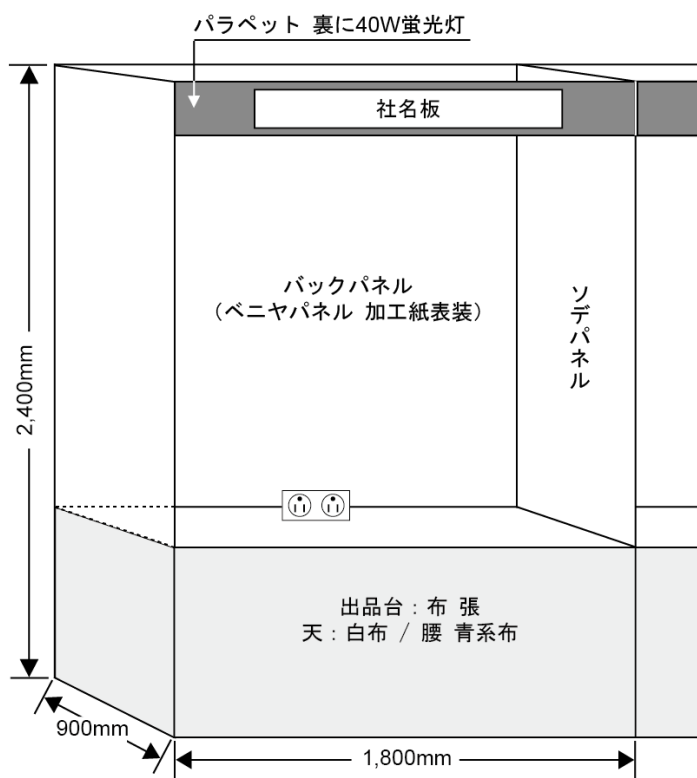 パラペット 裏に40W蛍光灯
社名板
バックパネル
（ベニヤパネル 加工紙表装）
ソデパネル
2,400mm
出品台：布 張
天：白布 / 腰 青系布
900mm
1,800mm